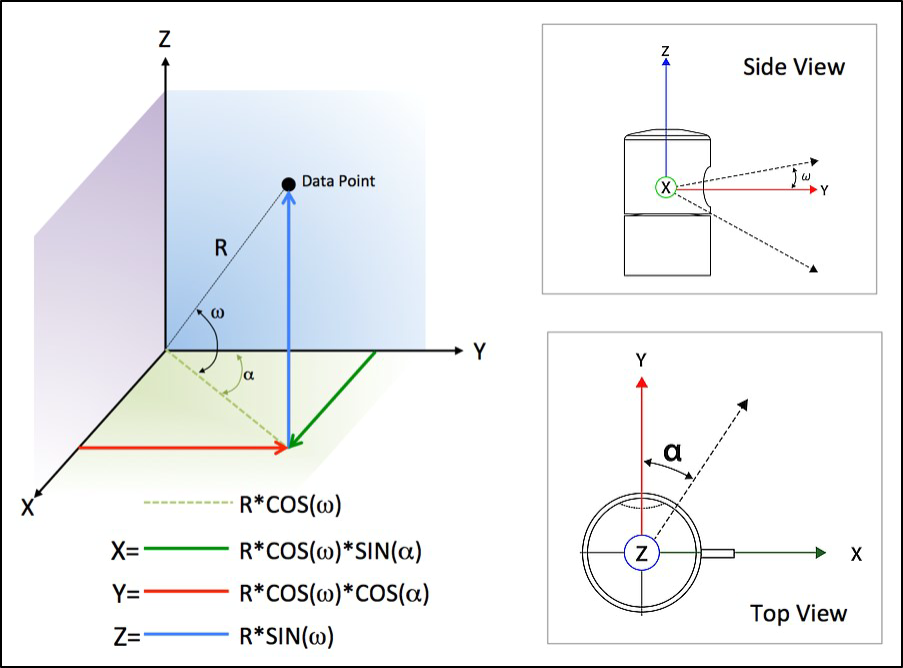 Z
Data Point
R
ω
α
Y
X
R*COS(ω)
X= R*COS(ω)*SIN(α)
Y= R*COS(ω)*COS(α)
Z= R*SIN(ω)
Side View
Z
X
ω
Y
Y
α
Z
X
Top View